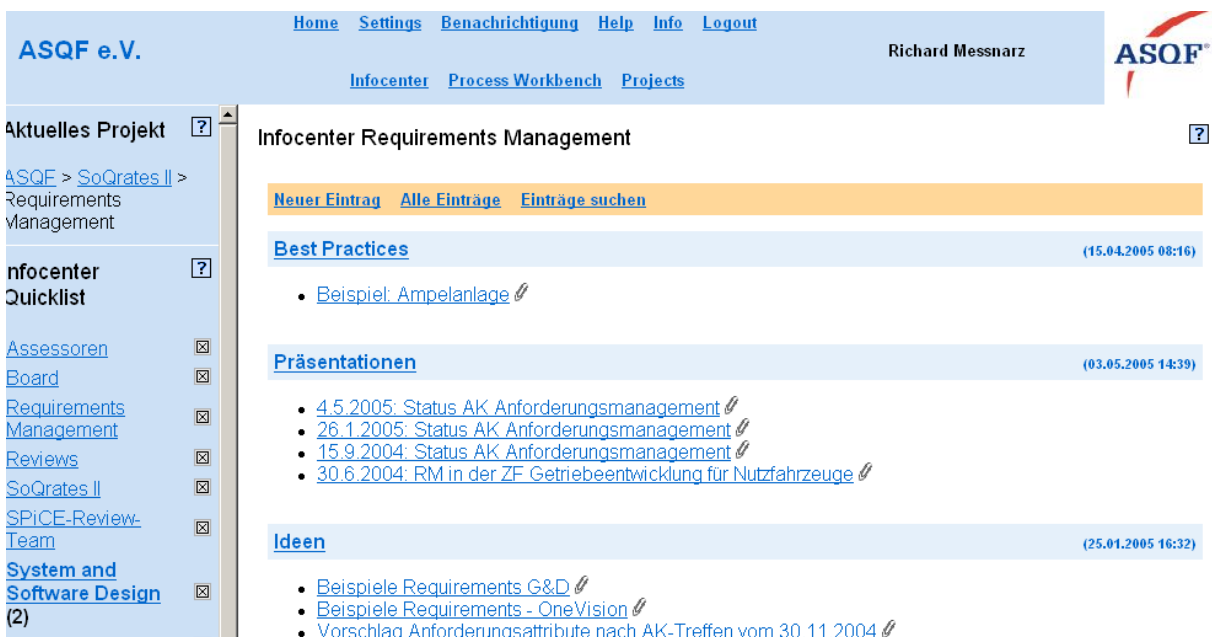 Home Settings Benachrichtigung Help Info Logout
ASQF e.V.
Richard Messnarz
ASQF®
Infocenter Process Workbench Projects
Aktuelles Projekt ?
ASQF > SoQrates II >
Requirements
Management
Infocenter ?
Quicklist
Assessoren
Board
Requirements
Management
Reviews
SoQrates II
SPiCE-Review-
Team
System and
Software Design
(2)
Infocenter Requirements Management ?
Neuer Eintrag Alle Einträge Einträge suchen
Best Practices (15.04.2005 08:16)
• Beispiel: Ampelanlage
Präsentationen (03.05.2005 14:39)
• 4.5.2005: Status AK Anforderungsmanagement
• 26.1.2005: Status AK Anforderungsmanagement
• 15.9.2004: Status AK Anforderungsmanagement
• 30.6.2004: RM in der ZF Getriebeentwicklung für Nutzfahrzeuge
Ideen (25.01.2005 16:32)
• Beispiele Requirements G&D
• Beispiele Requirements - OneVision
• Vorschlag Anforderungsattribute nach AK-Treffen vom 30.11.2004